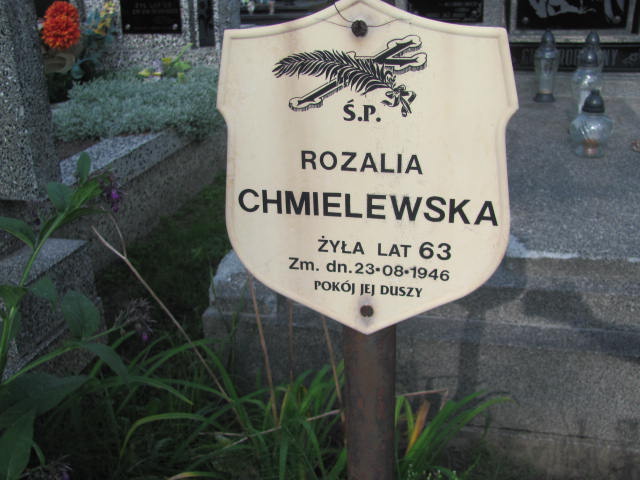 Ś.P.
ROZALIA
CHMIELEWSKA
ŻYŁA LAT 63
Zm. dn. 23•08•1946
POKÓJ JEJ DUSZY